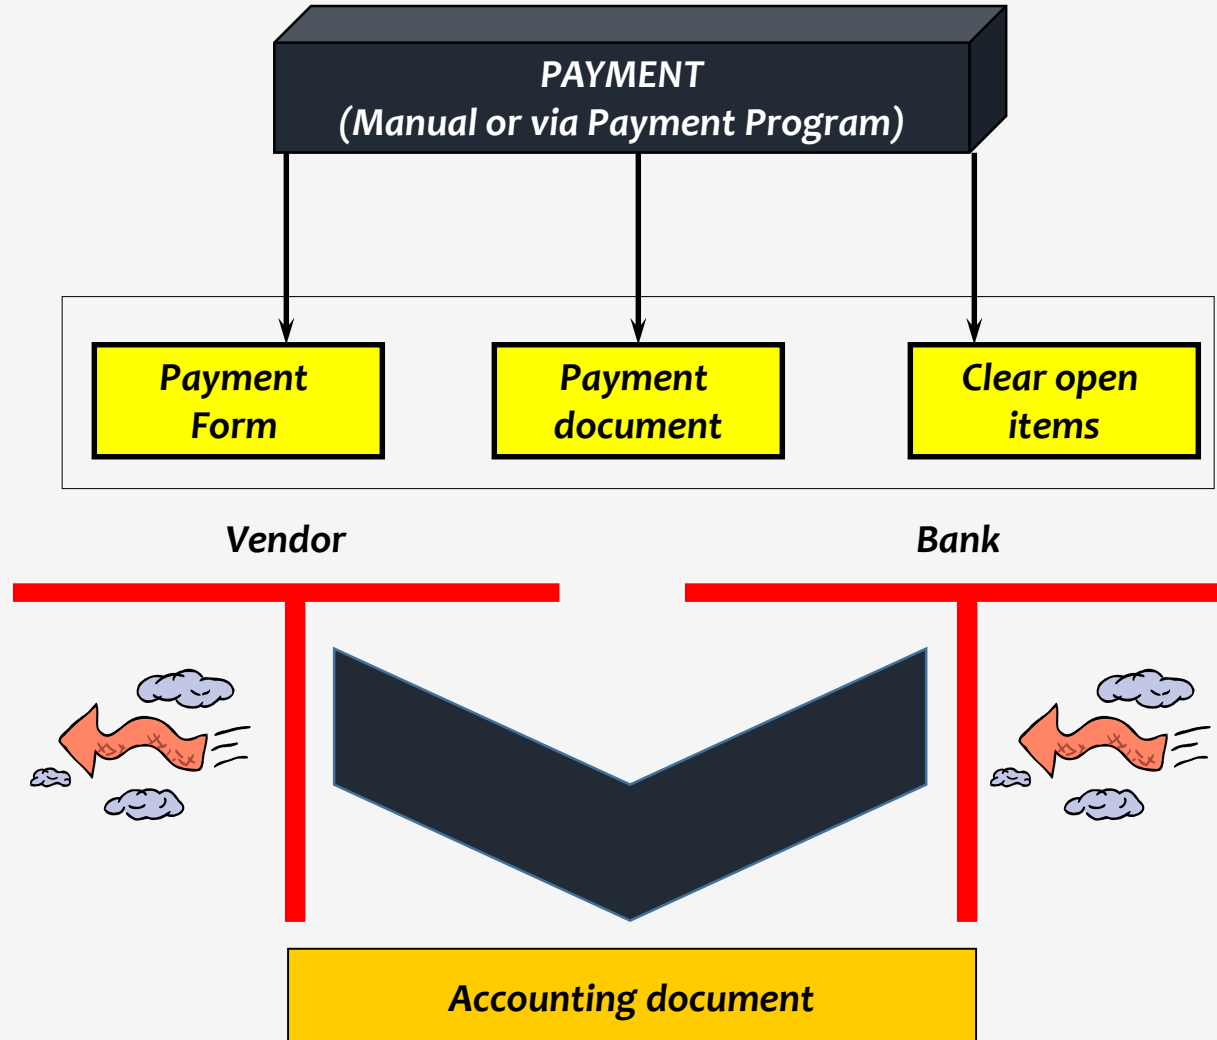 PAYMENT
(Manual or via Payment Program)
Payment
Form
Payment
document
Clear open
items
Vendor
Bank
Accounting document